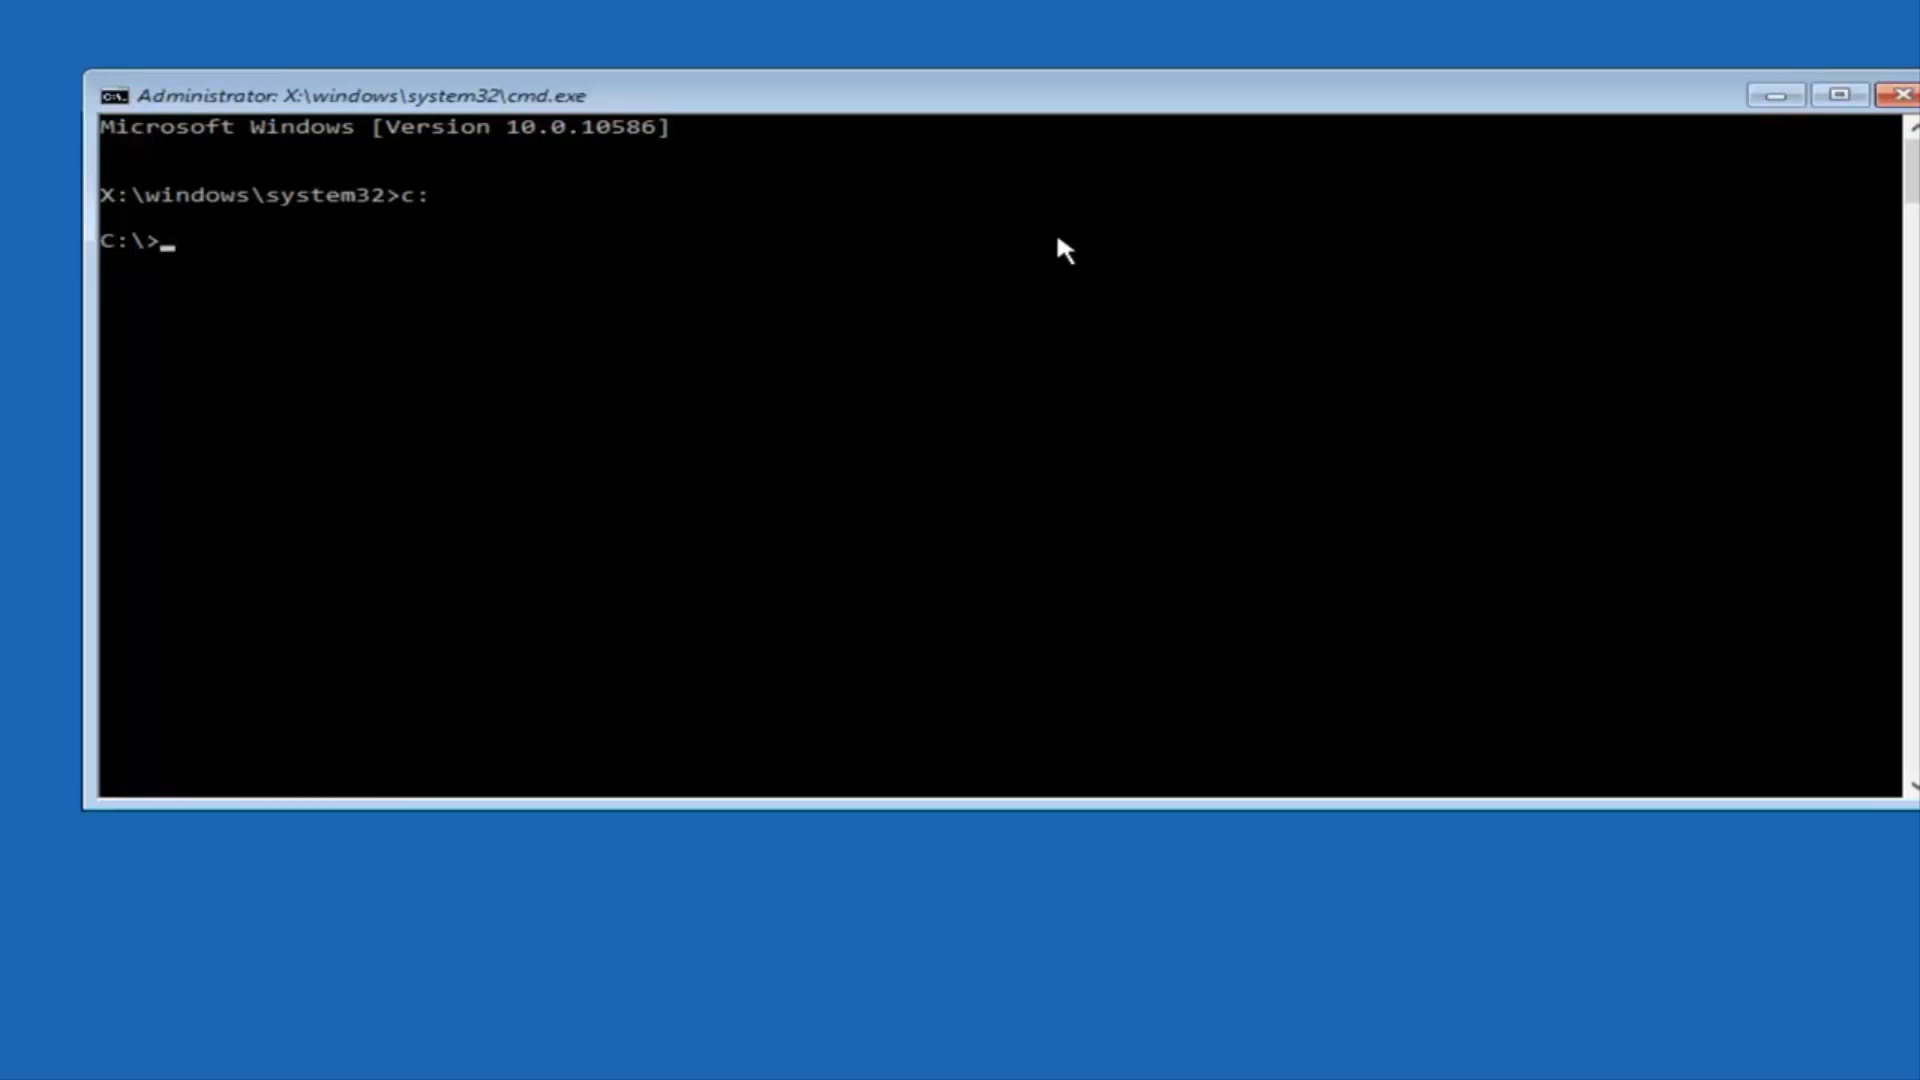 Administrator: X:\windows\system32\cmd.exe
Microsoft Windows [Version 10.0.10586]
X:\windows\system32>c:
C:\>_